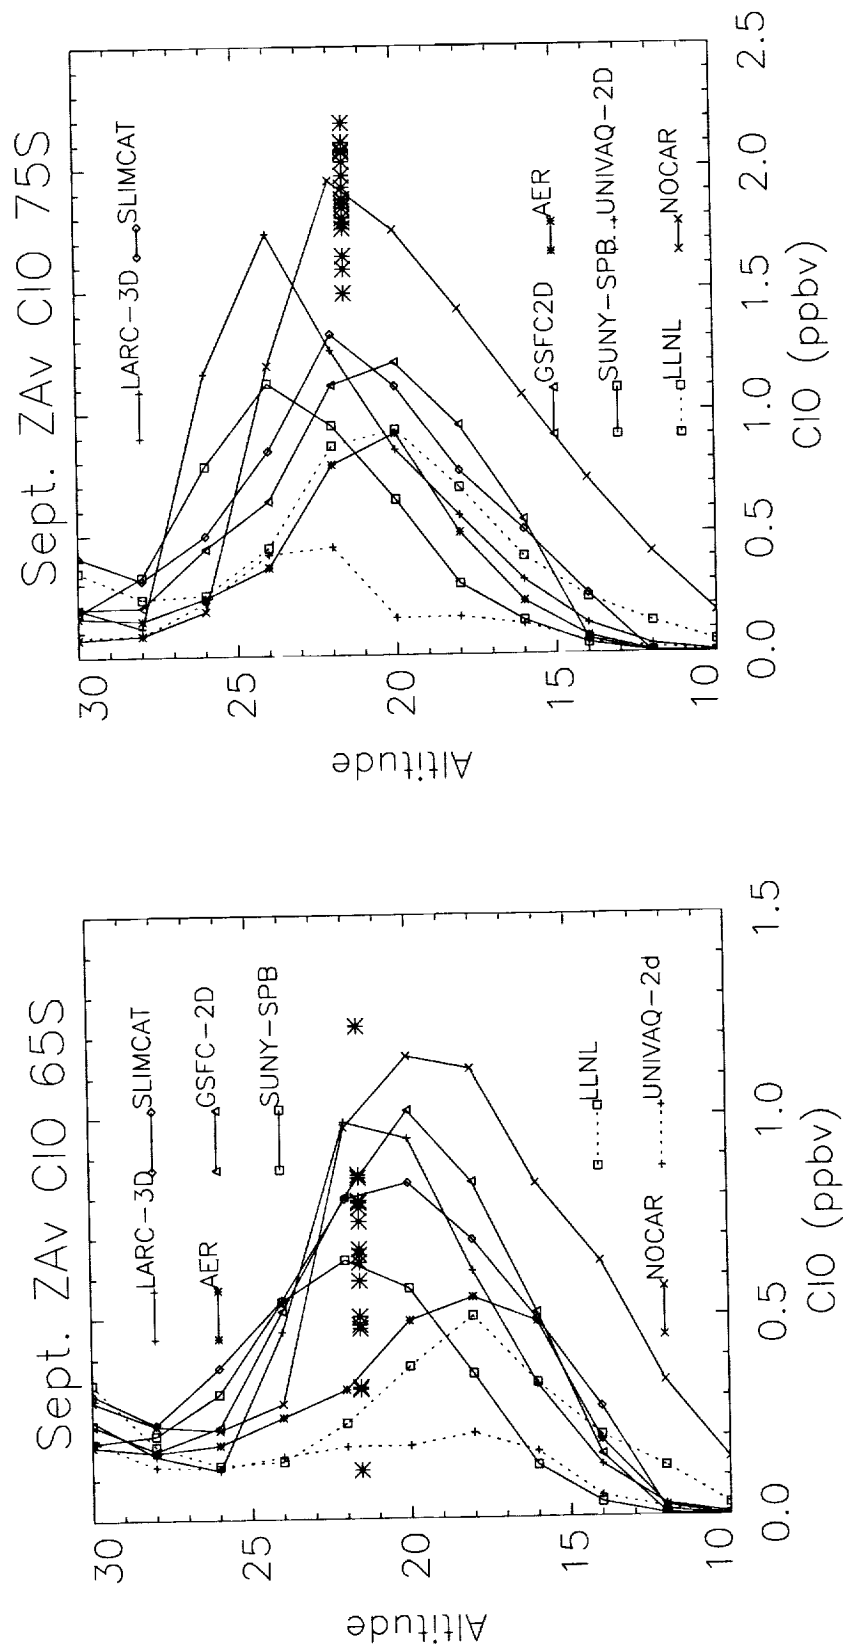 Sept. ZAv ClO 65S
LARC-3D
SLIMCAT
AER
GSFC-2D
SUNY-SPB
LLNL
NOCAR
UNIVAQ-2d
30
25
20
15
10
Altitude
0.0
0.5
1.0
1.5
ClO (ppbv)
Sept. ZAv ClO 75S
LARC-3D
SLIMCAT
GSFC2D
AER
SUNY-SPB
UNIVAQ-2D
LLNL
NOCAR
30
25
20
15
10
Altitude
0.0
0.5
1.0
1.5
2.0
2.5
ClO (ppbv)